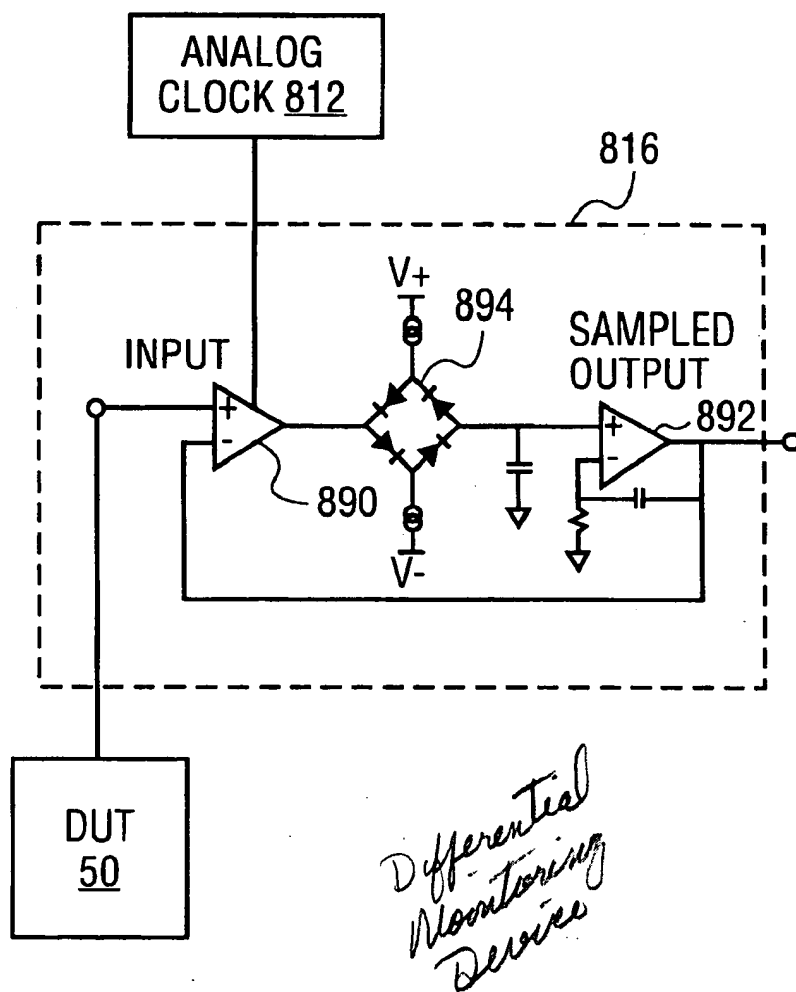 ANALOG
CLOCK 812
816
V+
894
INPUT
SAMPLED
OUTPUT
+
-
890
+
-
892
V-
DUT
50
Differential
Monitoring
Device